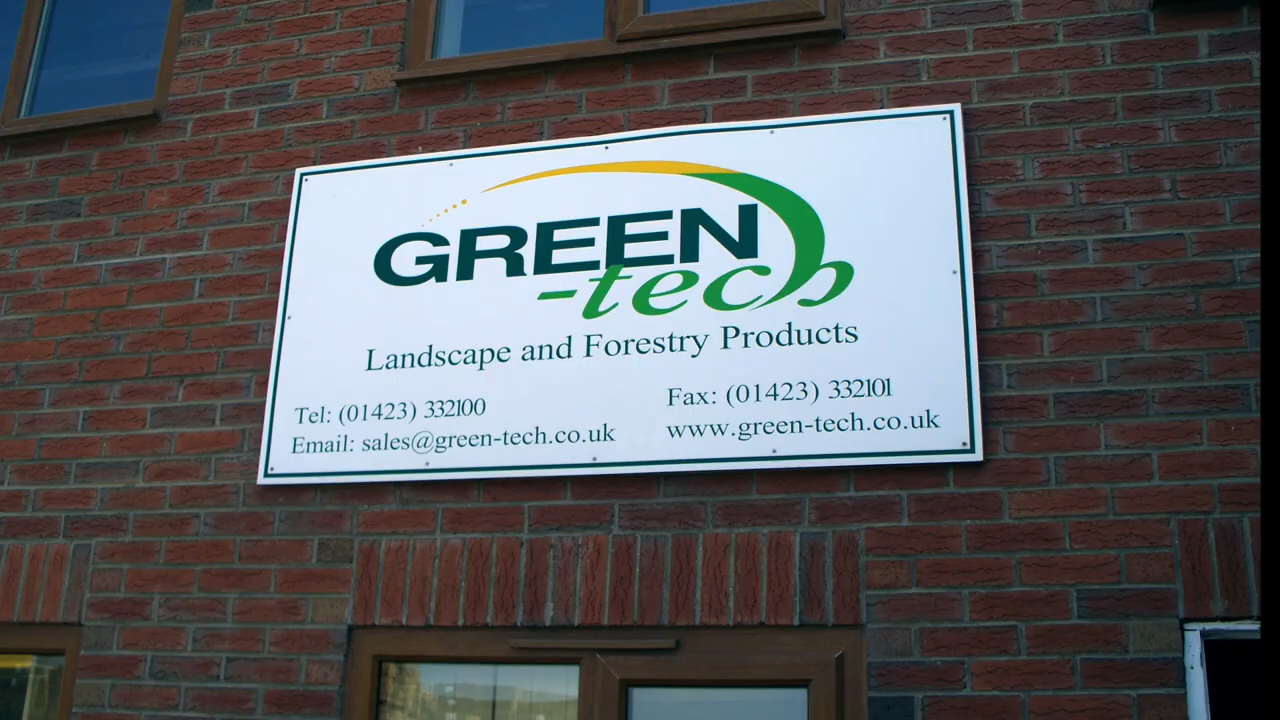 GREEN
-tech
Landscape and Forestry Products
Tel: (01423) 332100
Fax: (01423) 332101
Email: sales@green-tech.co.uk
www.green-tech.co.uk